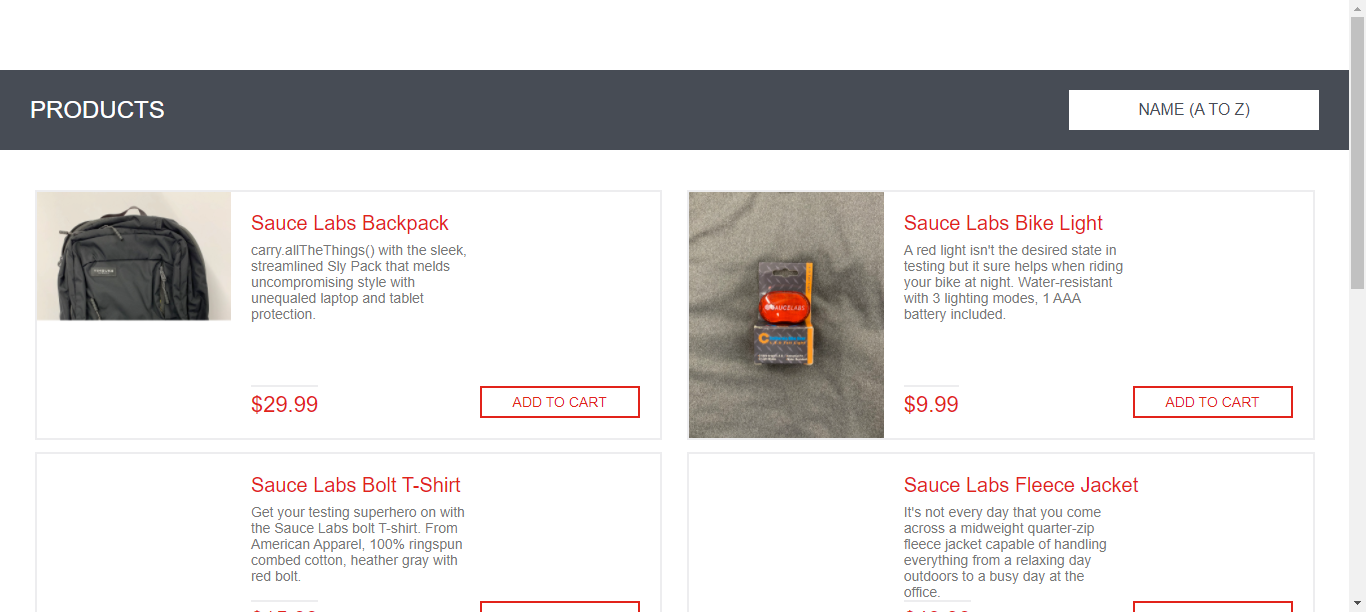 PRODUCTS
NAME (A TO Z)
Sauce Labs Backpack
carry.allTheThings() with the sleek,
streamlined Sly Pack that melds
uncompromising style with
unequaled laptop and tablet
protection.
$29.99
ADD TO CART
Sauce Labs Bike Light
A red light isn't the desired state in
testing but it sure helps when riding
your bike at night. Water-resistant
with 3 lighting modes, 1 AAA
battery included.
$9.99
ADD TO CART
SAUCELABS
Sauce Labs Bolt T-Shirt
Get your testing superhero on with
the Sauce Labs bolt T-shirt. From
American Apparel, 100% ringspun
combed cotton, heather gray with
red bolt.
Sauce Labs Fleece Jacket
It's not every day that you come
across a midweight quarter-zip
fleece jacket capable of handling
everything from a relaxing day
outdoors to a busy day at the
office.